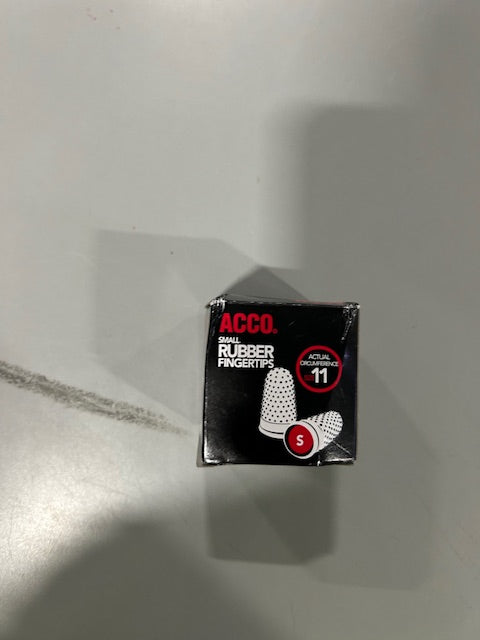 ACCO®
SMALL
RUBBER
FINGERTIPS
ACTUAL
CIRCUMFERENCE
11
S